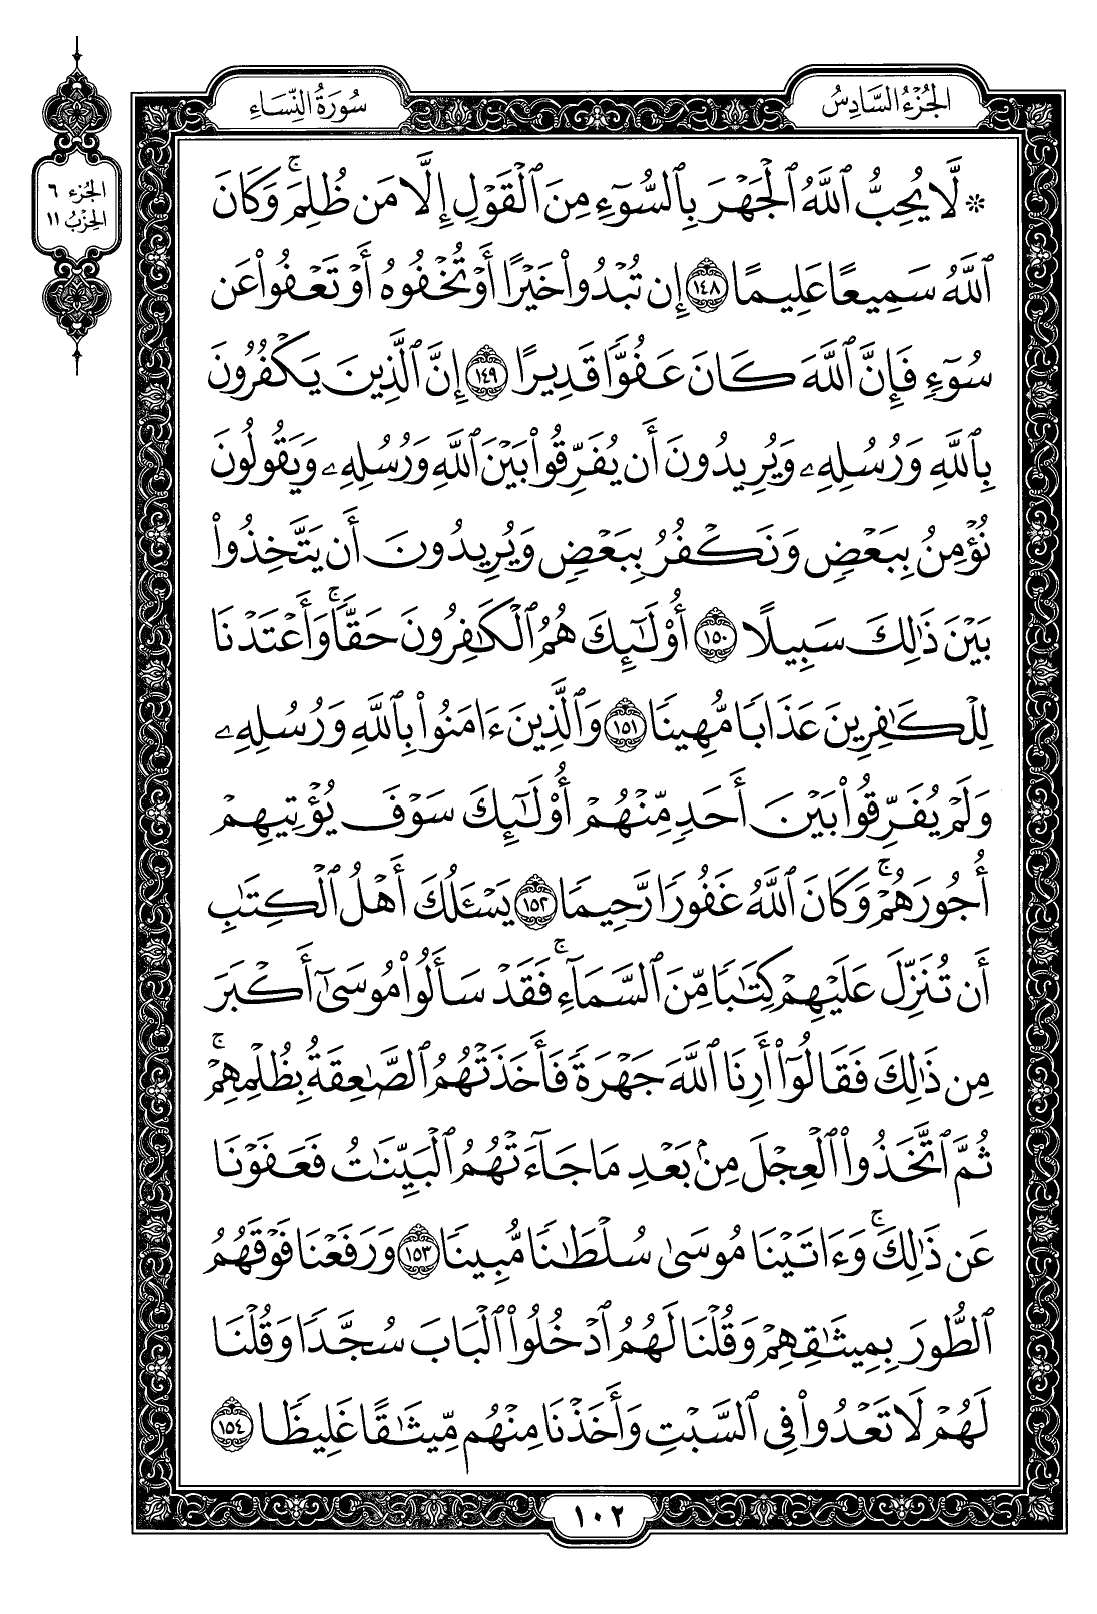 الجُزْءُ السَّادِسُ
سُورَةُ النِّسَاءِ
الجُزء ٦
الحِزْبُ ١١
۞ لَّا يُحِبُّ ٱللَّهُ ٱلْجَهْرَ بِٱلسُّوٓءِ مِنَ ٱلْقَوْلِ إِلَّا مَن ظُلِمَۚ وَكَانَ
ٱللَّهُ سَمِيعًا عَلِيمًا ١٤٨ إِن تُبْدُوا۟ خَيْرًا أَوْ تُخْفُوهُ أَوْ تَعْفُوا۟ عَن
سُوٓءٍ فَإِنَّ ٱللَّهَ كَانَ عَفُوًّا قَدِيرًا ١٤٩ إِنَّ ٱلَّذِينَ يَكْفُرُونَ
بِٱللَّهِ وَرُسُلِهِۦ وَيُرِيدُونَ أَن يُفَرِّقُوا۟ بَيْنَ ٱللَّهِ وَرُسُلِهِۦ وَيَقُولُونَ
نُؤْمِنُ بِبَعْضٍ وَنَكْفُرُ بِبَعْضٍ وَيُرِيدُونَ أَن يَتَّخِذُوا۟
بَيْنَ ذَٰلِكَ سَبِيلًا ١٥٠ أُو۟لَٰٓئِكَ هُمُ ٱلْكَٰفِرُونَ حَقًّاۚ وَأَعْتَدْنَا
لِلْكَٰفِرِينَ عَذَابًا مُّهِينًا ١٥١ وَٱلَّذِينَ ءَامَنُوا۟ بِٱللَّهِ وَرُسُلِهِۦ
وَلَمْ يُفَرِّقُوا۟ بَيْنَ أَحَدٍ مِّنْهُمْ أُو۟لَٰٓئِكَ سَوْفَ يُؤْتِيهِمْ
أُجُورَهُمْۚ وَكَانَ ٱللَّهُ غَفُورًا رَّحِيمًا ١٥٢ يَسْـَٔلُكَ أَهْلُ ٱلْكِتَٰبِ
أَن تُنَزِّلَ عَلَيْهِمْ كِتَٰبًا مِّنَ ٱلسَّمَآءِۚ فَقَدْ سَأَلُوا۟ مُوسَىٰٓ أَكْبَرَ
مِن ذَٰلِكَ فَقَالُوٓا۟ أَرِنَا ٱللَّهَ جَهْرَةً فَأَخَذَتْهُمُ ٱلصَّٰعِقَةُ بِظُلْمِهِمْۚ
ثُمَّ ٱتَّخَذُوا۟ ٱلْعِجْلَ مِنۢ بَعْدِ مَا جَآءَتْهُمُ ٱلْبَيِّنَٰتُ فَعَفَوْنَا
عَن ذَٰلِكَۚ وَءَاتَيْنَا مُوسَىٰ سُلْطَٰنًا مُّبِينًا ١٥٣ وَرَفَعْنَا فَوْقَهُمُ
ٱلطُّورَ بِمِيثَٰقِهِمْ وَقُلْنَا لَهُمُ ٱدْخُلُوا۟ ٱلْبَابَ سُجَّدًا وَقُلْنَا
لَهُمْ لَا تَعْدُوا۟ فِى ٱلسَّبْتِ وَأَخَذْنَا مِنْهُم مِّيثَٰقًا غَلِيظًا ١٥٤
١٠٢